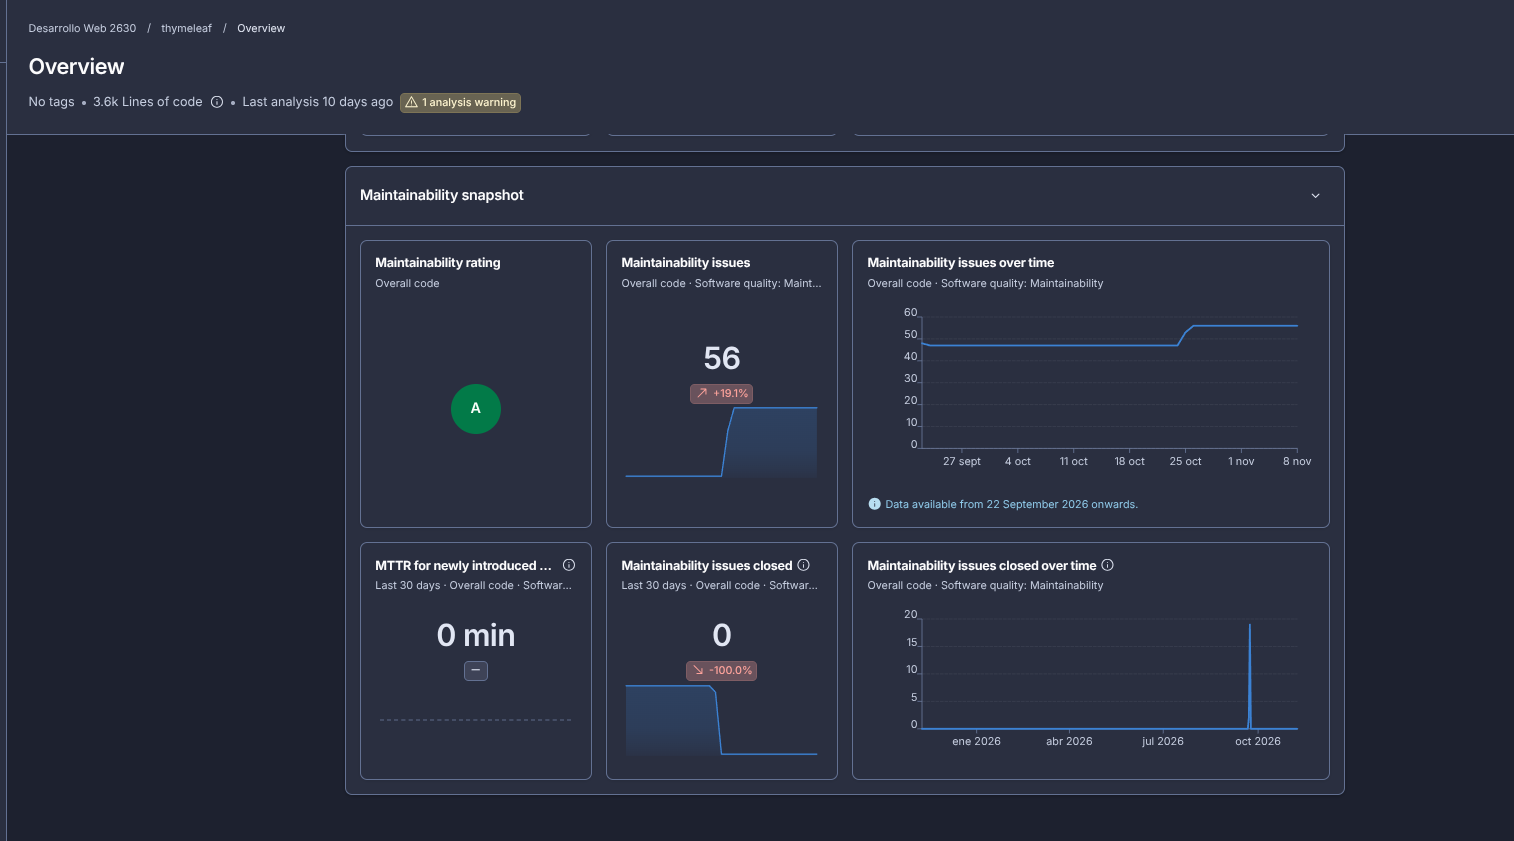 Desarrollo Web 2630 / thymeleaf / Overview
Overview
No tags • 3.6k Lines of code • Last analysis 10 days ago 1 analysis warning
Maintainability snapshot
Maintainability rating
Overall code
A
Maintainability issues
Overall code · Software quality: Maint...
56
+19.1%
Maintainability issues over time
Overall code · Software quality: Maintainability
60
50
40
30
20
10
0
27 sept 4 oct 11 oct 18 oct 25 oct 1 nov 8 nov
Data available from 22 September 2026 onwards.
MTTR for newly introduced ...
Last 30 days · Overall code · Softwar...
0 min
–
Maintainability issues closed
Last 30 days · Overall code · Softwar...
0
-100.0%
Maintainability issues closed over time
Overall code · Software quality: Maintainability
20
15
10
5
0
ene 2026 abr 2026 jul 2026 oct 2026